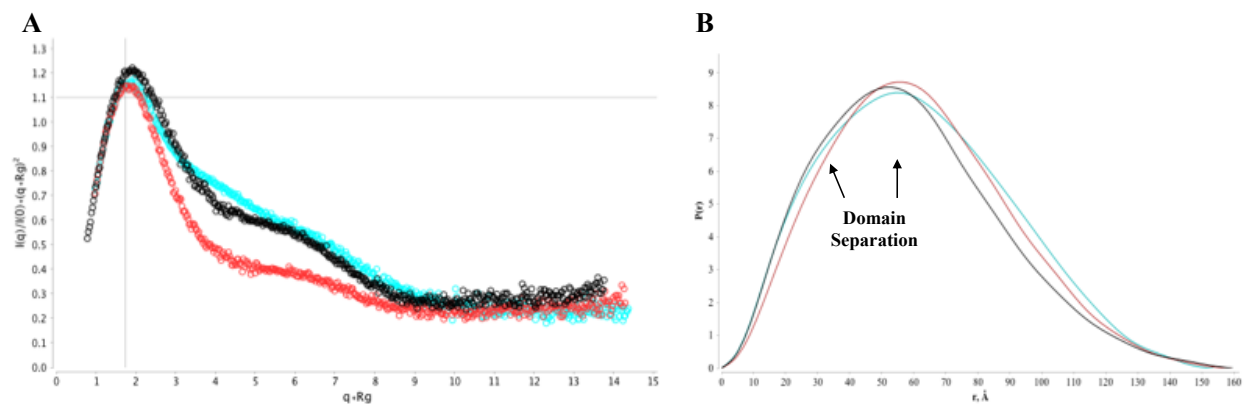 A
1.3
1.2
1.1
1.0
0.9
0.8
0.7
0.6
0.5
0.4
0.3
0.2
0.1
0.0
I(q)/I(0)*(q*Rg)²
0 1 2 3 4 5 6 7 8 9 10 11 12 13 14 15
q*Rg
B
9
8
7
6
5
4
3
2
1
0
P(r)
Domain
Separation
0 10 20 30 40 50 60 70 80 90 100 110 120 130 140 150 160
r, Å